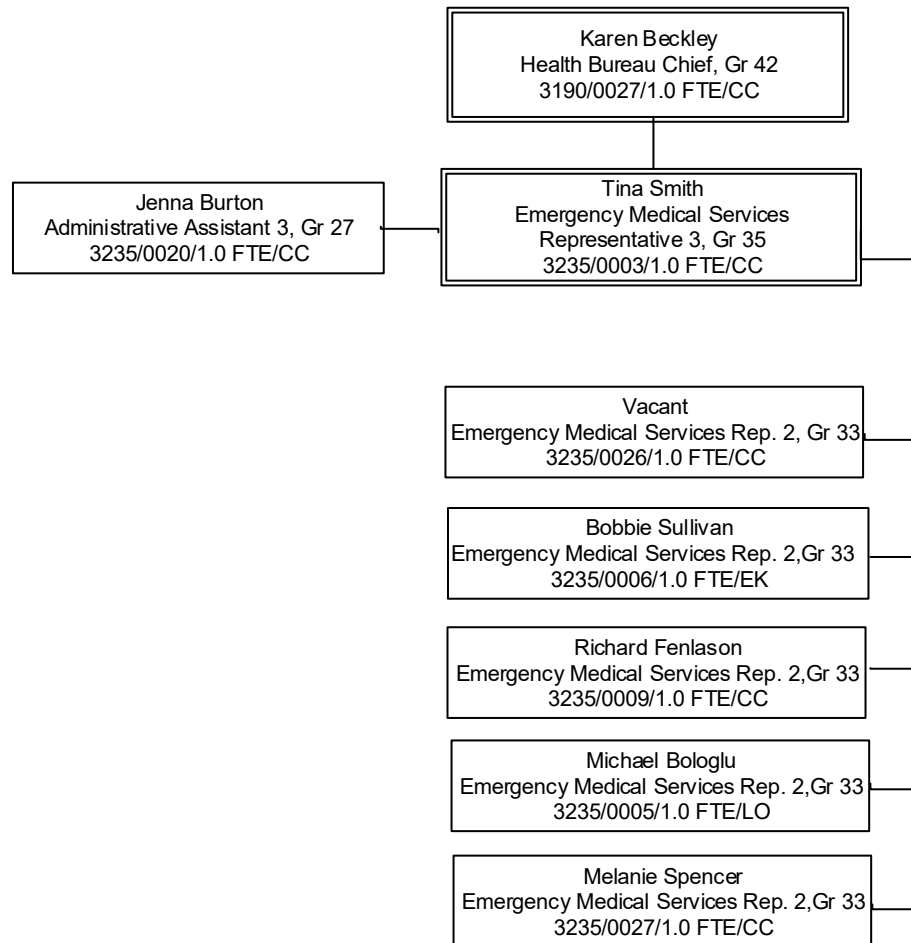 Karen Beckley
Health Bureau Chief, Gr 42
3190/0027/1.0 FTE/CC
Jenna Burton
Administrative Assistant 3, Gr 27
3235/0020/1.0 FTE/CC
Tina Smith
Emergency Medical Services
Representative 3, Gr 35
3235/0003/1.0 FTE/CC
Vacant
Emergency Medical Services Rep. 2, Gr 33
3235/0026/1.0 FTE/CC
Bobbie Sullivan
Emergency Medical Services Rep. 2,Gr 33
3235/0006/1.0 FTE/EK
Richard Fenlason
Emergency Medical Services Rep. 2,Gr 33
3235/0009/1.0 FTE/CC
Michael Bologlu
Emergency Medical Services Rep. 2,Gr 33
3235/0005/1.0 FTE/LO
Melanie Spencer
Emergency Medical Services Rep. 2,Gr 33
3235/0027/1.0 FTE/CC